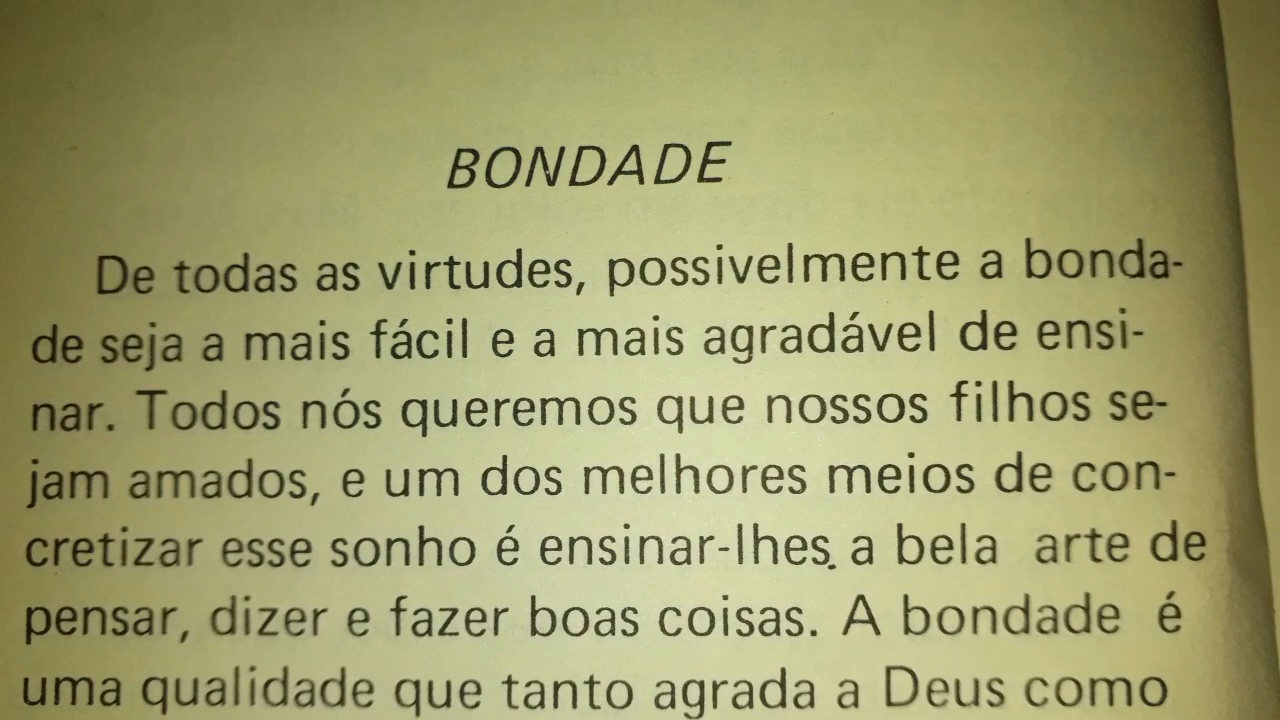 BONDADE
De todas as virtudes, possivelmente a bonda-
de seja a mais fácil e a mais agradável de ensi-
nar. Todos nós queremos que nossos filhos se-
jam amados, e um dos melhores meios de con-
cretizar esse sonho é ensinar-lhes a bela arte de
pensar, dizer e fazer boas coisas. A bondade é
uma qualidade que tanto agrada a Deus como